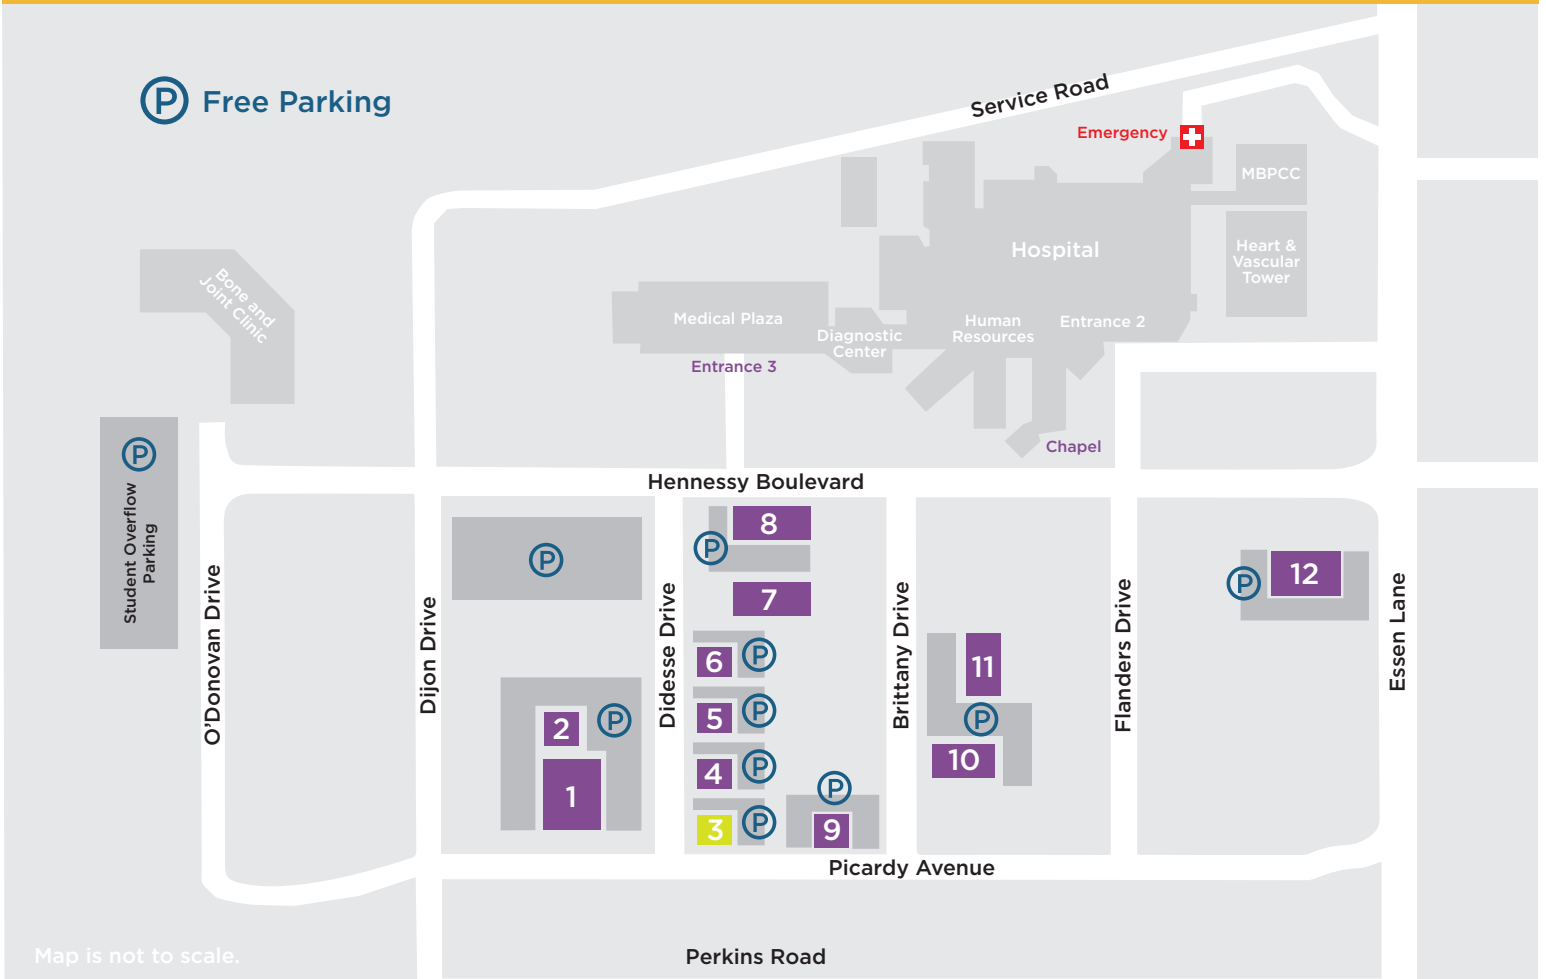 P Free Parking
Service Road
Emergency
MBPCC
Hospital
Heart &
Vascular
Tower
Bone and
Joint Clinic
Medical Plaza
Diagnostic
Center
Human
Resources
Entrance 2
Entrance 3
Chapel
P
Student Overflow
Parking
Hennessy Boulevard
O'Donovan Drive
Dijon Drive
Didesse Drive
Brittany Drive
Flanders Drive
Essen Lane
P
P
8
7
6
P
5
P
4
P
3
P
2
P
1
P
9
11
P
10
P
12
Picardy Avenue
Map is not to scale.
Perkins Road